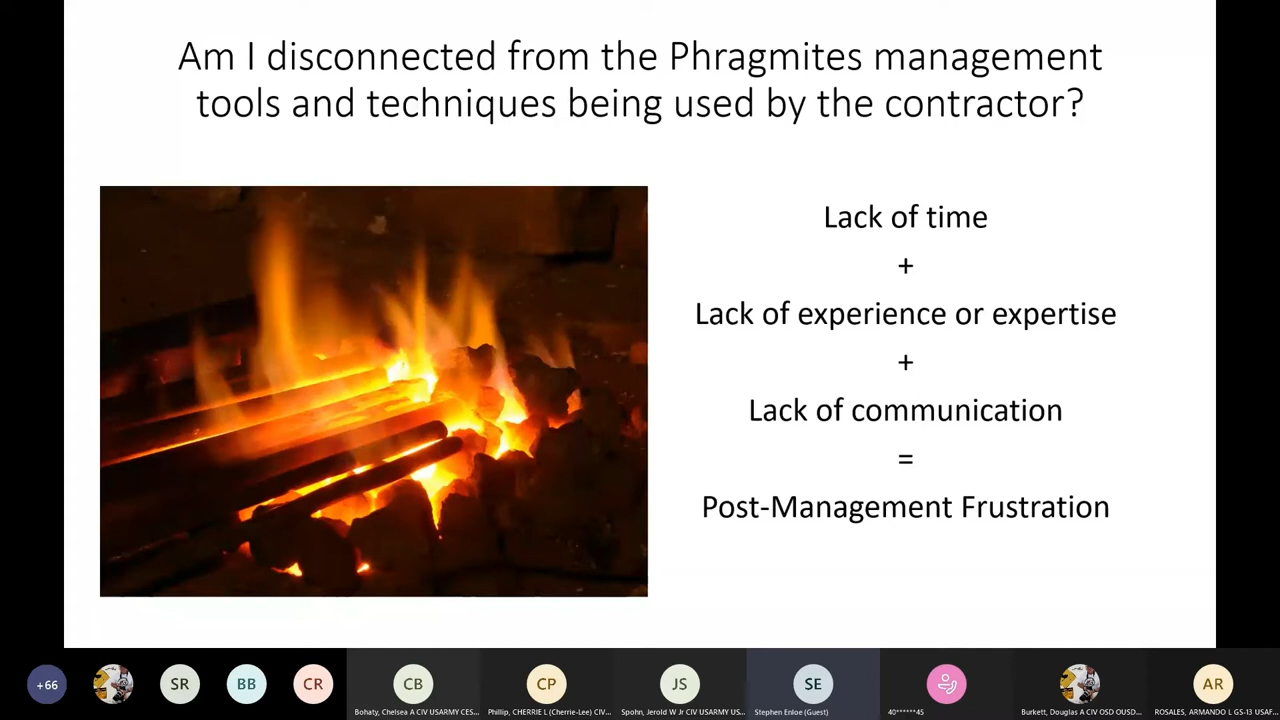 Am I disconnected from the Phragmites management
tools and techniques being used by the contractor?
Lack of time
+
Lack of experience or expertise
+
Lack of communication
=
Post-Management Frustration
+66
SR
BB
CR
CB
CP
JS
SE
AR
Bohaty, Chelsea A CIV USARMY CES...
Phillip, CHERRIE L (Cherrie-Lee) CIV...
Spohn, Jerold W Jr CIV USARMY US...
Stephen Enloe (Guest)
40******45
Burkett, Douglas A CIV OSD OUSD...
ROSALES, ARMANDO L GS-13 USAF...